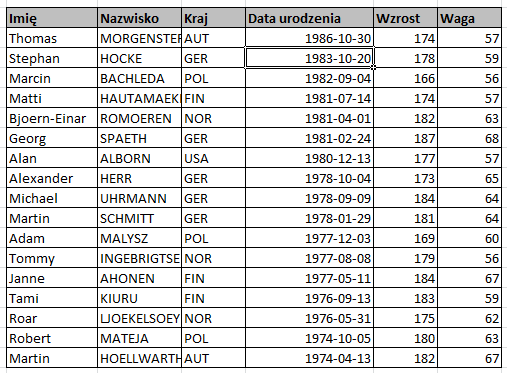 Imię Nazwisko Kraj Data urodzenia Wzrost Waga
Thomas MORGENSTER AUT 1986-10-30 174 57
Stephan HOCKE GER 1983-10-20 178 59
Marcin BACHLEDA POL 1982-09-04 166 56
Matti HAUTAMAEKI FIN 1981-07-14 174 57
Bjoern-Einar ROMOEREN NOR 1981-04-01 182 63
Georg SPAETH GER 1981-02-24 187 68
Alan ALBORN USA 1980-12-13 177 57
Alexander HERR GER 1978-10-04 173 65
Michael UHRMANN GER 1978-09-09 184 64
Martin SCHMITT GER 1978-01-29 181 64
Adam MALYSZ POL 1977-12-03 169 60
Tommy INGEBRIGTSE NOR 1977-08-08 179 56
Janne AHONEN FIN 1977-05-11 184 67
Tami KIURU FIN 1976-09-13 183 59
Roar LJOEKELSOEY NOR 1976-05-31 175 62
Robert MATEJA POL 1974-10-05 180 63
Martin HOELLWARTH AUT 1974-04-13 182 67